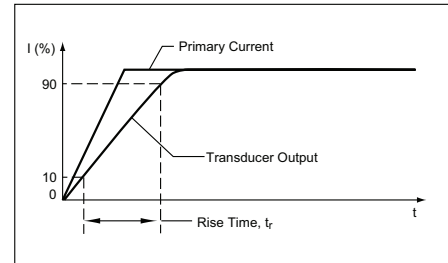 I (%)
Primary Current
90
Transducer Output
10
0
t
Rise Time, tr